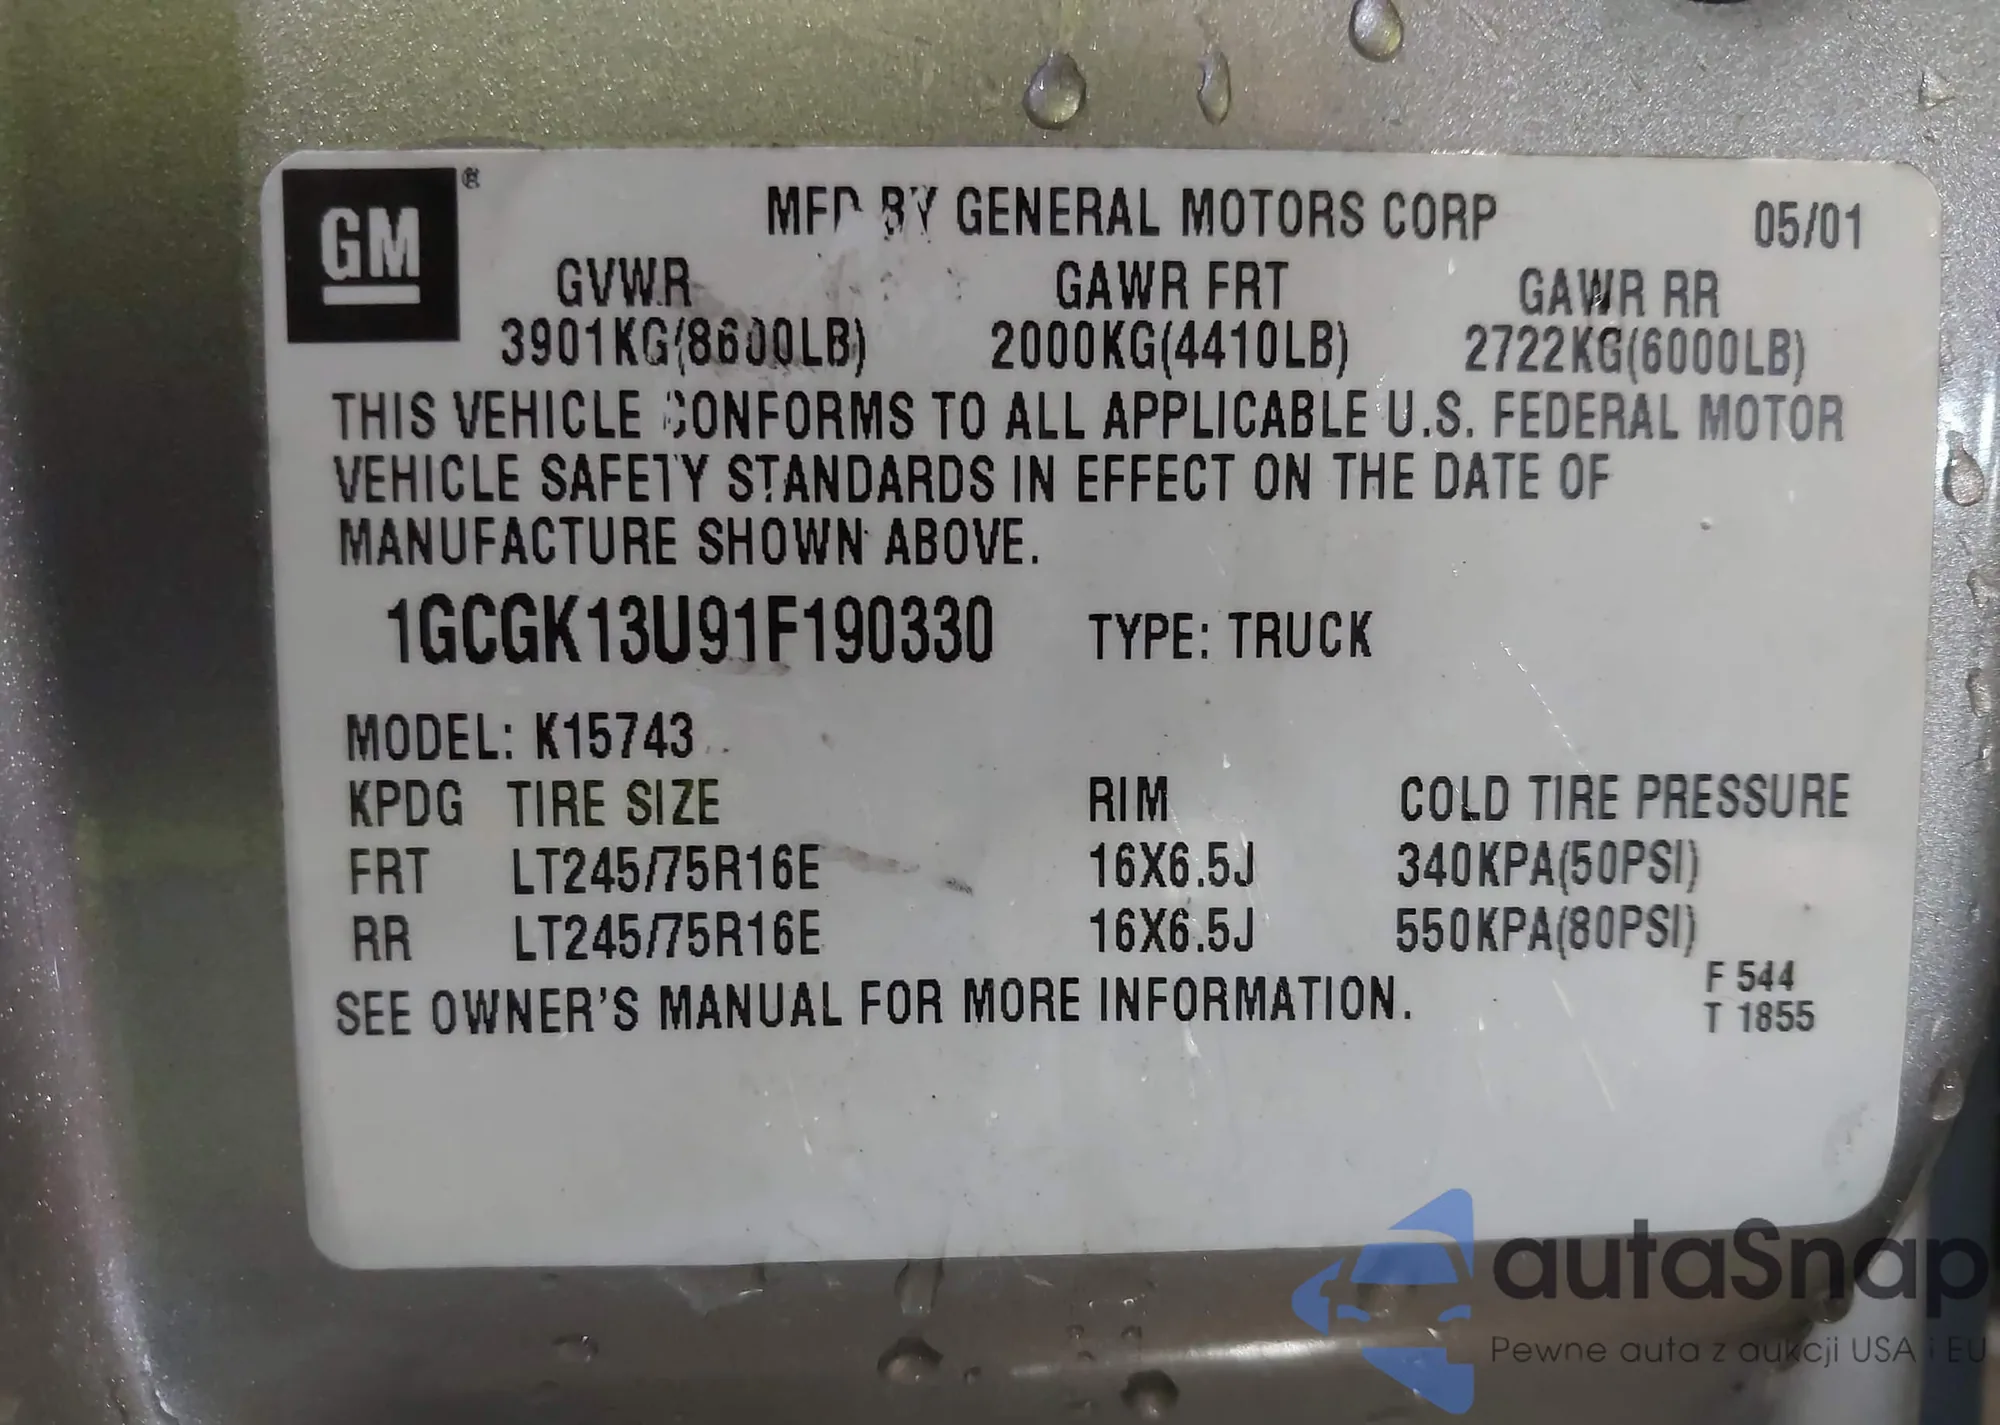 GM®
MFD BY GENERAL MOTORS CORP 05/01
GVWR GAWR FRT GAWR RR
3901KG(8600LB) 2000KG(4410LB) 2722KG(6000LB)
THIS VEHICLE CONFORMS TO ALL APPLICABLE U.S. FEDERAL MOTOR
VEHICLE SAFETY STANDARDS IN EFFECT ON THE DATE OF
MANUFACTURE SHOWN ABOVE.
1GCGK13U91F190330 TYPE: TRUCK
MODEL: K15743
KPDG TIRE SIZE RIM COLD TIRE PRESSURE
FRT LT245/75R16E 16X6.5J 340KPA(50PSI)
RR LT245/75R16E 16X6.5J 550KPA(80PSI)
F 544
SEE OWNER'S MANUAL FOR MORE INFORMATION. T 1855
autaSnap
Pewne auta z aukcji USA i EU